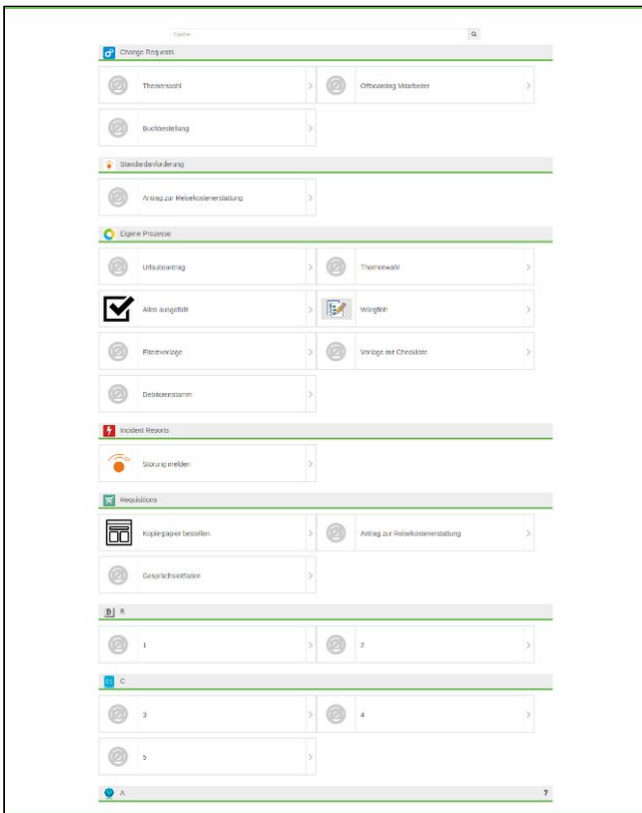 Suche
Change Requests
Themenwahl
Offboarding Mitarbeiter
Buchbestellung
Standardanforderung
Antrag zur Reisekostenerstattung
Eigene Prozesse
Urlaubsantrag
Themenwahl
Alles ausgefüllt
Elternvorlage
Vorlage mit Checkliste
Debitorenstamm
Incident Reports
Störung melden
Requisitions
Kopierpapier bestellen
Antrag zur Reisekostenerstattung
Gesprächsleitfaden
B
1
2
C
3
4
5
A
?